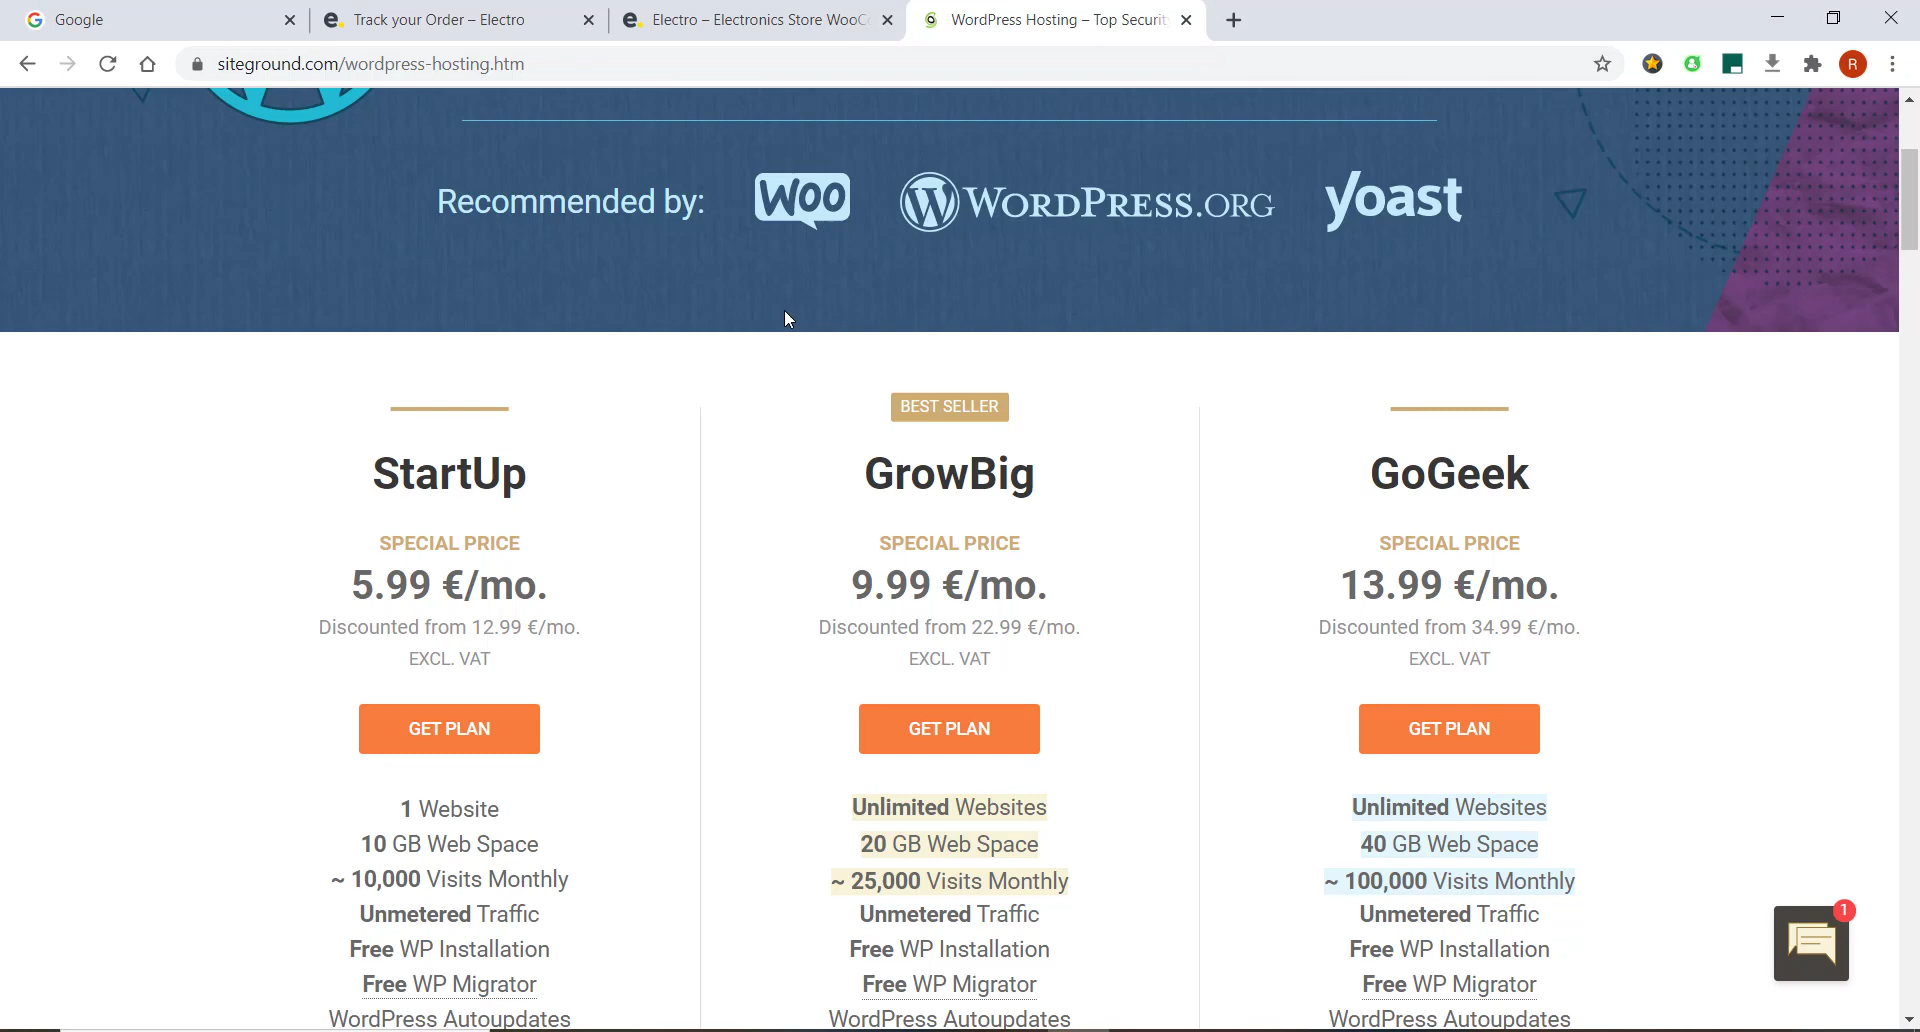 Google
Track your Order – Electro
Electro – Electronics Store WooC
WordPress Hosting – Top Securit
siteground.com/wordpress-hosting.htm
R
Recommended by:
WOO
WORDPRESS.ORG
yoast
BEST SELLER
StartUp
GrowBig
GoGeek
SPECIAL PRICE
SPECIAL PRICE
SPECIAL PRICE
5.99 €/mo.
9.99 €/mo.
13.99 €/mo.
Discounted from 12.99 €/mo.
Discounted from 22.99 €/mo.
Discounted from 34.99 €/mo.
EXCL. VAT
EXCL. VAT
EXCL. VAT
GET PLAN
GET PLAN
GET PLAN
1 Website
Unlimited Websites
Unlimited Websites
10 GB Web Space
20 GB Web Space
40 GB Web Space
~ 10,000 Visits Monthly
~ 25,000 Visits Monthly
~ 100,000 Visits Monthly
Unmetered Traffic
Unmetered Traffic
Unmetered Traffic
1
Free WP Installation
Free WP Installation
Free WP Installation
Free WP Migrator
Free WP Migrator
Free WP Migrator
WordPress Autoupdates
WordPress Autoupdates
WordPress Autoupdates